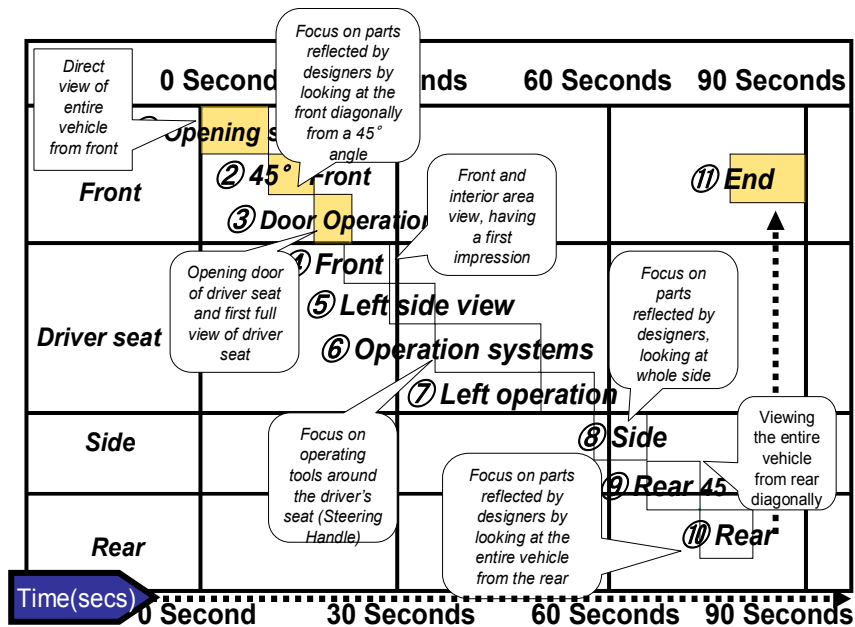 Direct
view of
entire
vehicle
from front
Focus on parts
reflected by
designers by
looking at the
front diagonally
from a 45°
angle
0 Second
nds
60 Seconds
90 Seconds
Opening s
② 45° Front
③ Door Operation
Front
⑪ End
Front and
interior area
view, having
a first
impression
Opening door
of driver seat
and first full
view of driver
seat
Driver seat
④ Front
⑤ Left side view
⑥ Operation systems
⑦ Left operation
Focus on
parts
reflected by
designers,
looking at
whole side
Side
⑧ Side
Focus on
operating
tools around
the driver's
seat (Steering
Handle)
Focus on parts
reflected by
designers by
looking at the
entire vehicle
from the rear
Viewing
the entire
vehicle
from rear
diagonally
⑨ Rear 45
Rear
⑩ Rear
Time(secs)
0 Second
30 Seconds
60 Seconds
90 Seconds